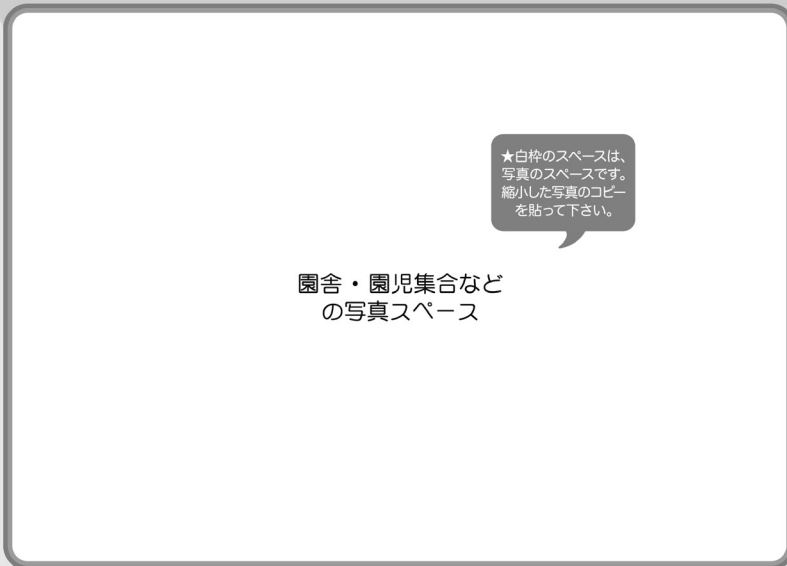 ★白枠のスペースは、
写真のスペースです。
縮小した写真のコピー
を貼って下さい。
園舎・園児集合など
の写真スペース